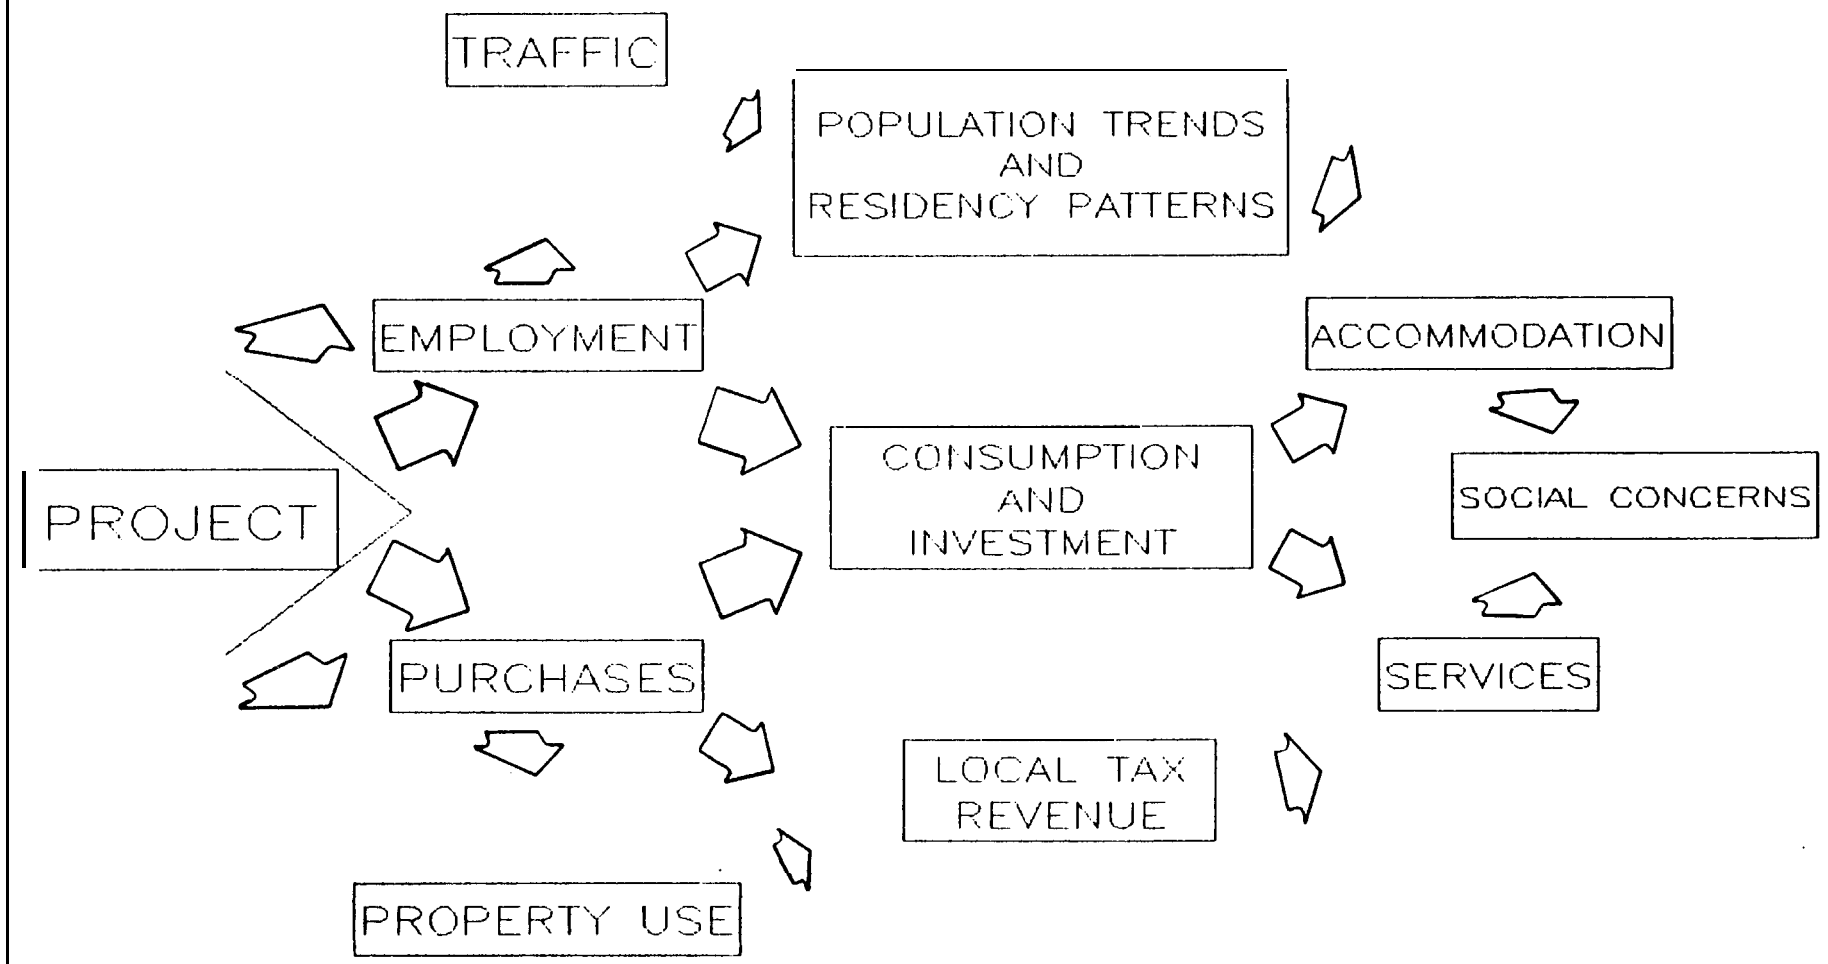 TRAFFIC
POPULATION TRENDS
AND
RESIDENCY PATTERNS
EMPLOYMENT
ACCOMMODATION
CONSUMPTION
AND
INVESTMENT
SOCIAL CONCERNS
PROJECT
PURCHASES
SERVICES
LOCAL TAX
REVENUE
PROPERTY USE